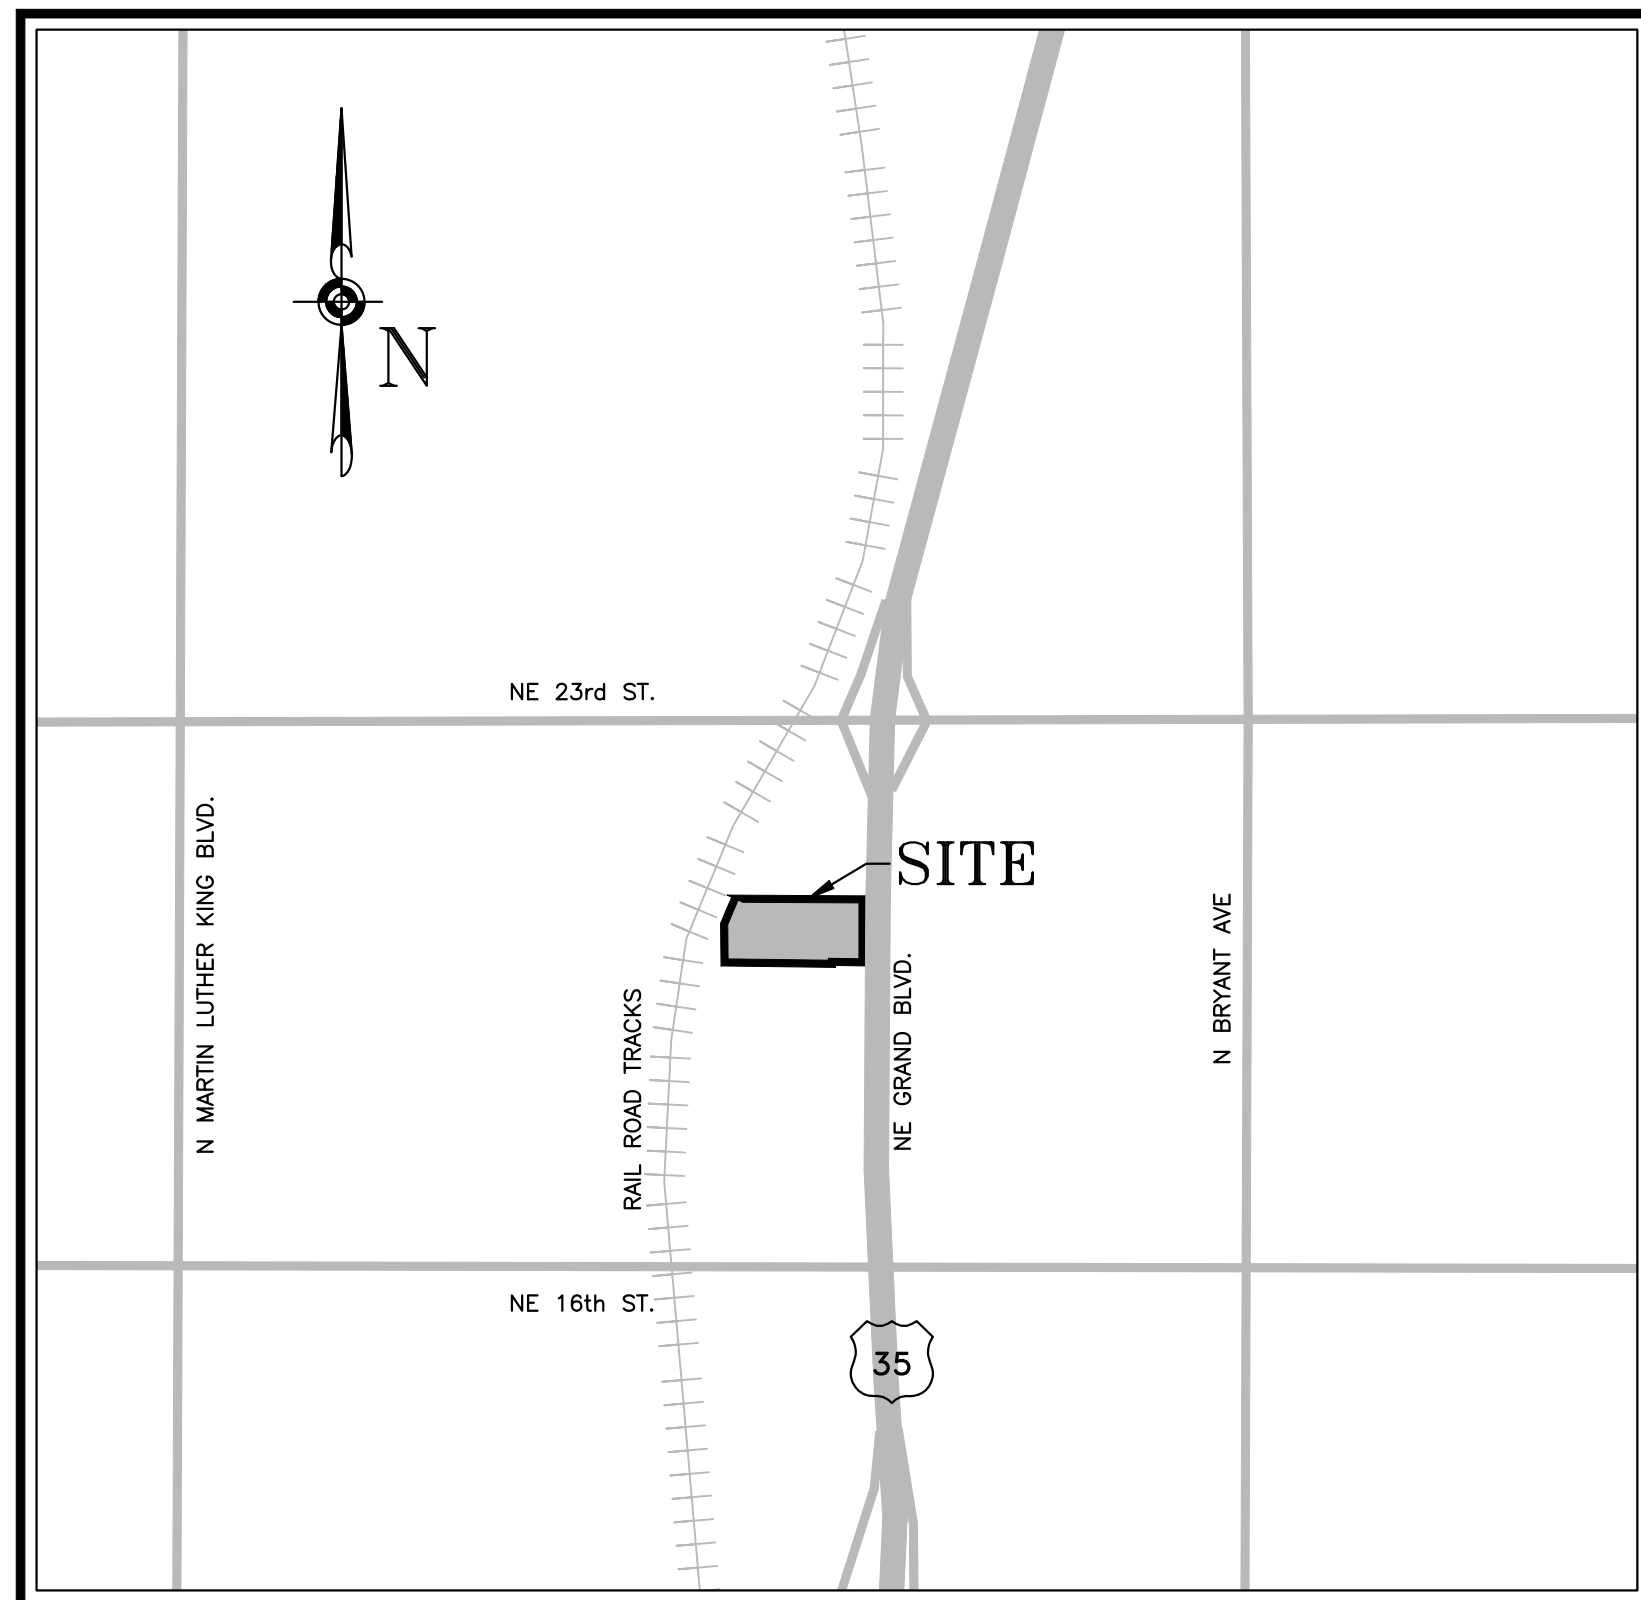 N
NE 23rd ST.
N MARTIN LUTHER KING BLVD.
SITE
N BRYANT AVE
NE GRAND BLVD.
RAIL ROAD TRACKS
NE 16th ST.
35